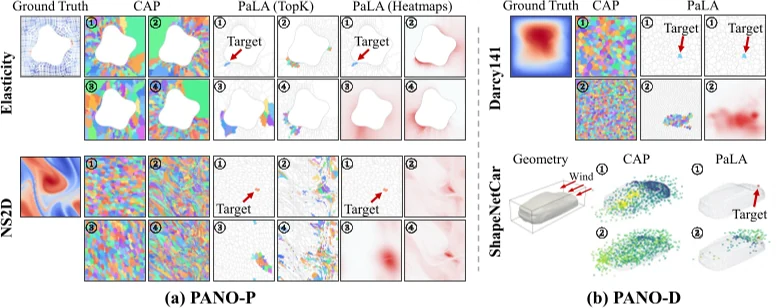 Ground Truth CAP PaLA (TopK) PaLA (Heatmaps)
Elasticity
① ② ① ② ① ②
Target Target
③ ④ ③ ④ ③ ④
NS2D
① ② ① ② ① ②
Target Target
③ ④ ③ ④ ③ ④
(a) PANO-P
Ground Truth CAP PaLA
Darcy141
① ① ①
Target Target
② ② ②
ShapeNetCar
Geometry CAP PaLA
Wind
① ①
Target
② ②
(b) PANO-D